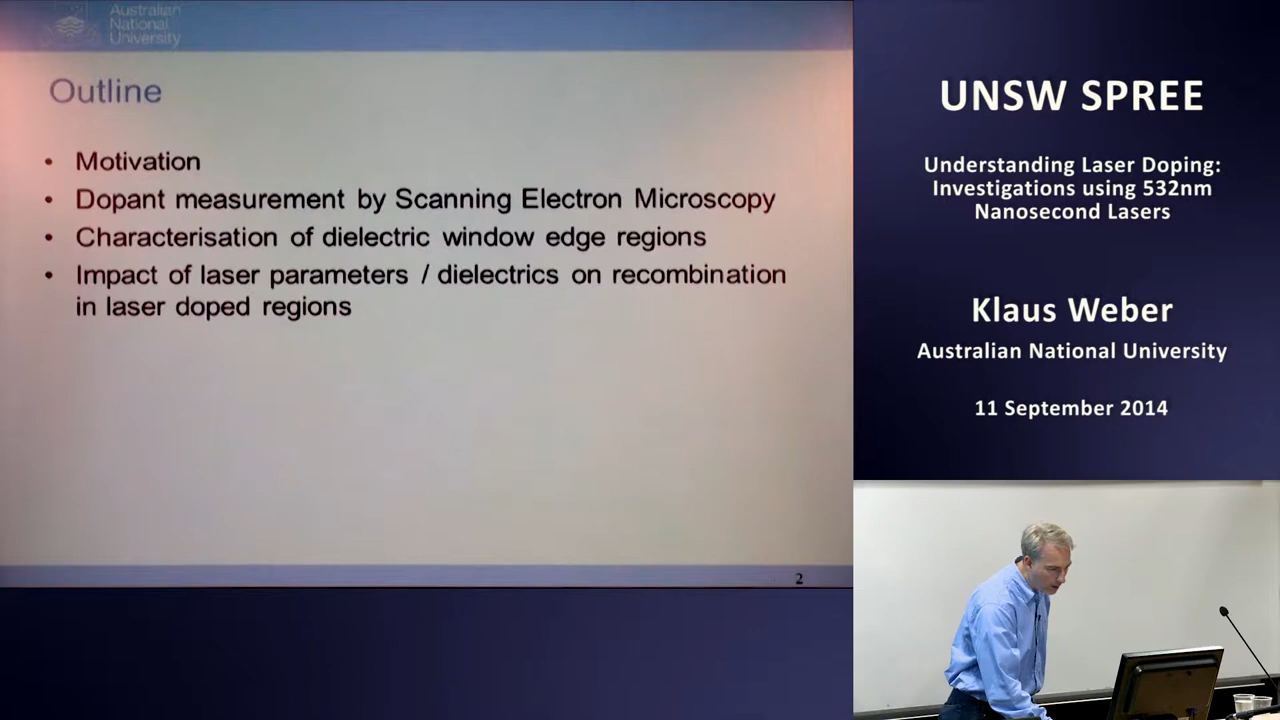 Australian
National
University
Outline
• Motivation
• Dopant measurement by Scanning Electron Microscopy
• Characterisation of dielectric window edge regions
• Impact of laser parameters / dielectrics on recombination
in laser doped regions
2
UNSW SPREE
Understanding Laser Doping:
Investigations using 532nm
Nanosecond Lasers
Klaus Weber
Australian National University
11 September 2014